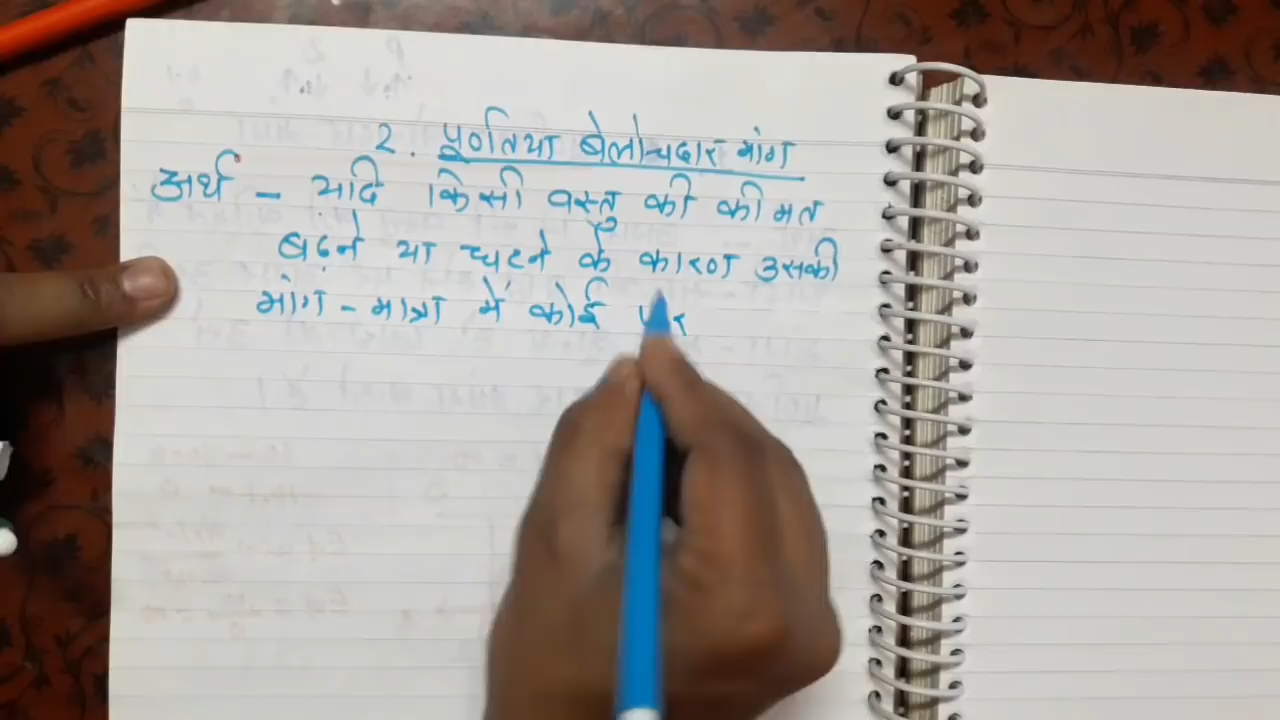 2. पूर्णतया बेलोचदार मांग
अर्थ - यदि किसी वस्तु की कीमत
बढ़ने या घटने के कारण उसकी
मांग - मात्रा में कोई